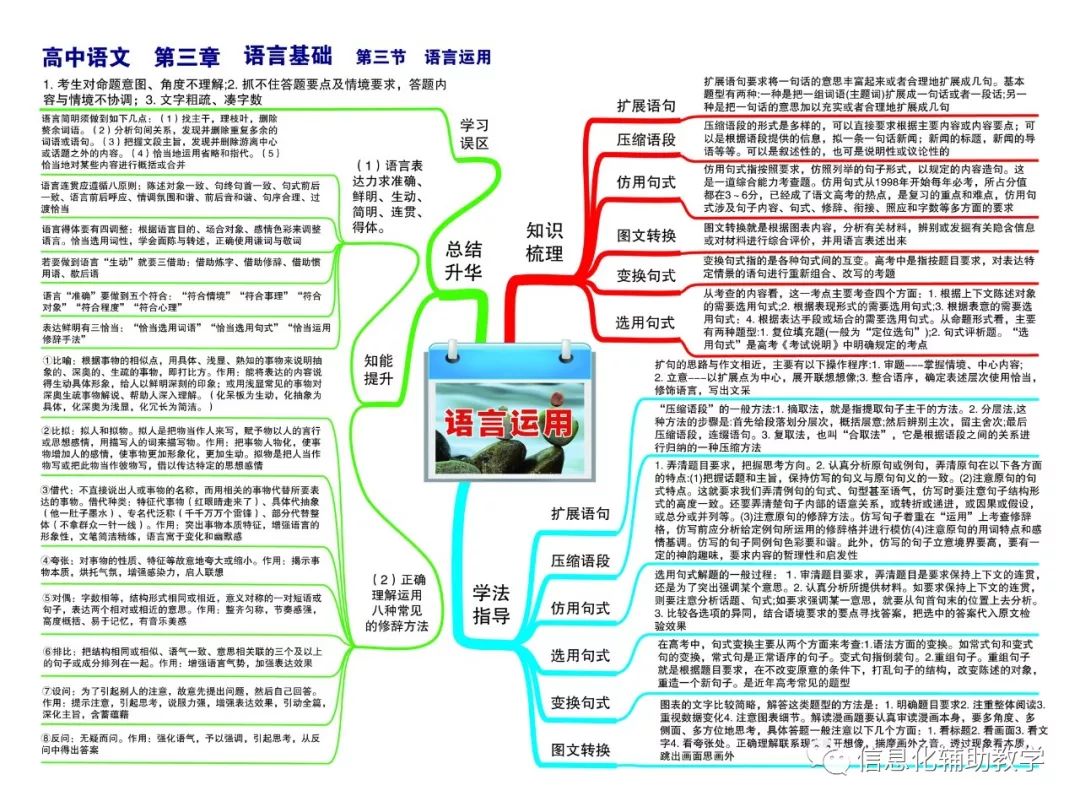 高中语文 第三章 语言基础 第三节 语言运用
1. 考生对命题意图、角度不理解;2. 抓不住答题要点及情境要求，答题内
容与情境不协调；3. 文字粗疏、凑字数
学习
误区
总结
升华
(1) 语言表
达力求准确、
鲜明、生动、
简明、连贯、
得体。
语言简明须做到如下几点：(1) 找主干，理枝叶，删除
赘余词语。(2) 分析句间关系，发现并删除重复多余的
词语或语句。(3) 把握文段主旨，发现并删除游离中心
或话题之外的内容。(4) 恰当地运用省略和指代。(5)
恰当地对某些内容进行概括或合并
语言连贯应遵循八原则：陈述对象一致、句终句首一致、句式前后
一致、语言前后呼应、情调氛围和谐、前后音和谐、句序合理、过
渡恰当
语言得体要有四调整：根据语言目的、场合对象、感情色彩来调整
语言。恰当选用词性，学会面陈与转述，正确使用谦词与敬词
若要做到语言“生动”就要三借助：借助炼字、借助修辞、借助惯
用语、歇后语
语言“准确”要做到五个符合：“符合情境”“符合事理”“符合
对象”“符合程度”“符合心理”
表达鲜明有三恰当：“恰当选用词语”“恰当选用句式”“恰当运用
修辞手法”
知能
提升
(2) 正确
理解运用
八种常见
的修辞方法
①比喻：根据事物的相似点，用具体、浅显、熟知的事物来说明抽
象的、深奥的、生疏的事物，即打比方。作用：能将表达的内容说
得生动具体形象，给人以鲜明深刻的印象；或用浅显常见的事物对
深奥生疏事物解说、帮助人深入理解。(化呆板为生动，化抽象为
具体，化深奥为浅显，化冗长为简洁。)
②比拟：拟人和拟物。拟人是把物当作人来写，赋予物以人的言行
或思想感情，用描写人的词来描写物。作用：把事物人物化，使事
物增加人的感情，使事物更加形象化，更加生动。拟物是把人当作
物写或把此物当作彼物写，借以传达特定的思想感情
③借代：不直接说出人或事物的名称，而用相关的事物代替所要表
达的事物。借代种类：特征代事物（红眼睛走来了）、具体代抽象
（他一肚子墨水）、专名代泛称（千千万万个雷锋）、部分代替整
体（不拿群众一针一线）。作用：突出事物本质特征，增强语言的
形象性，文笔简洁精练，语言富于变化和幽默感
④夸张：对事物的性质、特征等故意地夸大或缩小。作用：揭示事
物本质，烘托气氛，增强感染力，启人联想
⑤对偶：字数相等，结构形式相同或相近，意义对称的一对短语或
句子，表达两个相对或相近的意思。作用：整齐匀称，节奏感强，
高度概括、易于记忆，有音乐美感
⑥排比：把结构相同或相似、语气一致、意思相关联的三个及以上
的句子或成分排列在一起。作用：增强语言气势，加强表达效果
⑦设问：为了引起别人的注意，故意先提出问题，然后自己回答。
作用：提示注意，引起思考，说服力强，增强表达效果，引动全篇，
深化主旨，含蓄蕴藉
⑧反问：无疑而问。作用：强化语气，予以强调，引起思考，从反
问中得出答案
语言运用
知识
梳理
扩展语句
扩展语句要求将一句话的意思丰富起来或者合理地扩展成几句。基本
题型有两种:一种是把一组词语(主题词)扩展成一句话或者一段话;另一
种是把一句话的意思加以充实或者合理地扩展成几句
压缩语段
压缩语段的形式是多样的，可以直接要求根据主要内容或内容要点；可
以是根据语段提供的信息，拟一条一句话新闻；新闻的标题，新闻的导
语等等。可以是叙述性的，也可是说明性或议论性的
仿用句式
仿用句式指按照要求，仿照列举的句子形式，以规定的内容造句。这
是一道综合能力考查题。仿用句式从1998年开始每年必考，所占分值
都在3～6分，已经成了语文高考的热点，是复习的重点和难点，仿用句
式涉及句子内容、句式、修辞、衔接、照应和字数等多方面的要求
图文转换
图文转换就是根据图表内容，分析有关材料，辨别或发掘有关隐含信息
或对材料进行综合评价，并用语言表述出来
变换句式
变换句式指的是各种句式间的互变。高考中是指按题目要求，对表达特
定情景的语句进行重新组合、改写的考题
选用句式
从考查的内容看，这一考点主要考查四个方面：1. 根据上下文陈述对象
的需要选用句式;2. 根据表现形式的需要选用句式;3. 根据表意的需要选
用句式：4. 根据表达手段或场合的需要选用句式。从命题形式看，主要
有两种题型:1. 复位填充题(一般为“定位选句”);2. 句式评析题。“选
用句式”是高考《考试说明》中明确规定的考点
学法
指导
扩展语句
扩句的思路与作文相近，主要有以下操作程序:1. 审题---掌握情境、中心内容;
2. 立意---以扩展点为中心，展开联想想像;3. 整合语序，确定表述层次使用恰当，
修饰语言，写出文采
压缩语段
“压缩语段”的一般方法:1. 摘取法，就是指提取句子主干的方法。2. 分层法,这
种方法的步骤是:首先给段落划分层次，概括层意;然后辨别主次，留主舍次;最后
压缩语段，连缀语句。3. 复取法，也叫“合取法”，它是根据语段之间的关系进
行归纳的一种压缩方法
仿用句式
1. 弄清题目要求，把握思考方向。2. 认真分析原句或例句，弄清原句在以下各方面
的特点:(1)把握话题和主旨，保持仿写的句义与原句句义的一致。(2)注意原句的句
式特点。这就要求我们弄清例句的句式、句型甚至语气，仿写时要注意句子结构形
式的高度一致。还要弄清楚句子内部的语意关系，或转折或递进，或因果或假设，
或总分或并列等。(3)注意原句的修辞方法。仿写句子着重在“运用”上考查修辞
格，仿写前应分析给定例句所运用的修辞格并进行模仿(4)注意原句的用词特点和感
情基调。仿写的句子同例句色彩要和谐。此外，仿写的句子立意境界要高，要有一
定的神韵趣味，要求内容的哲理性和启发性
选用句式
选用句式解题的一般过程： 1. 审清题目要求，弄清题目是要求保持上下文的连贯，
还是为了突出强调某个意思。2. 认真分析所提供材料。如要求保持上下文的连贯，
则要注意分析话题、句式;如要求强调某一意思，就要从句首句末的位置上去分析。
3. 比较各选项的异同，结合语境要求的要点寻找答案，把选中的答案代入原文检
验效果
变换句式
在高考中，句式变换主要从两个方面来考查:1.语法方面的变换。如常式句和变式
句的变换，常式句是正常语序的句子。变式句指倒装句。2.重组句子。重组句子
就是根据题目要求，在不改变原意的条件下，打乱句子的结构，改变陈述的对象，
重造一个新句子。是近年高考常见的题型
图文转换
图表的文字比较简略，解答这类题型的方法是：1. 明确题目要求2. 注重整体阅读3.
重视数据变化4. 注意图表细节。解读漫画题要认真审读漫画本身，要多角度、多
侧面、多方位地思考，具体答题一般注意以下几个方面：1. 看标题2. 看画面3. 看文
字4. 看夸张处。正确理解联系现实展开想像，揣摩画外之音。透过现象看本质，
跳出画面思画外
信息化辅助教学